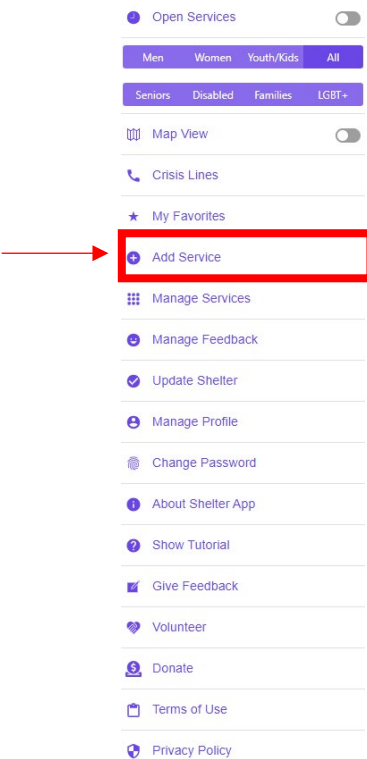 Open Services
Men Women Youth/Kids All
Seniors Disabled Families LGBT+
Map View
Crisis Lines
My Favorites
Add Service
Manage Services
Manage Feedback
Update Shelter
Manage Profile
Change Password
About Shelter App
Show Tutorial
Give Feedback
Volunteer
Donate
Terms of Use
Privacy Policy